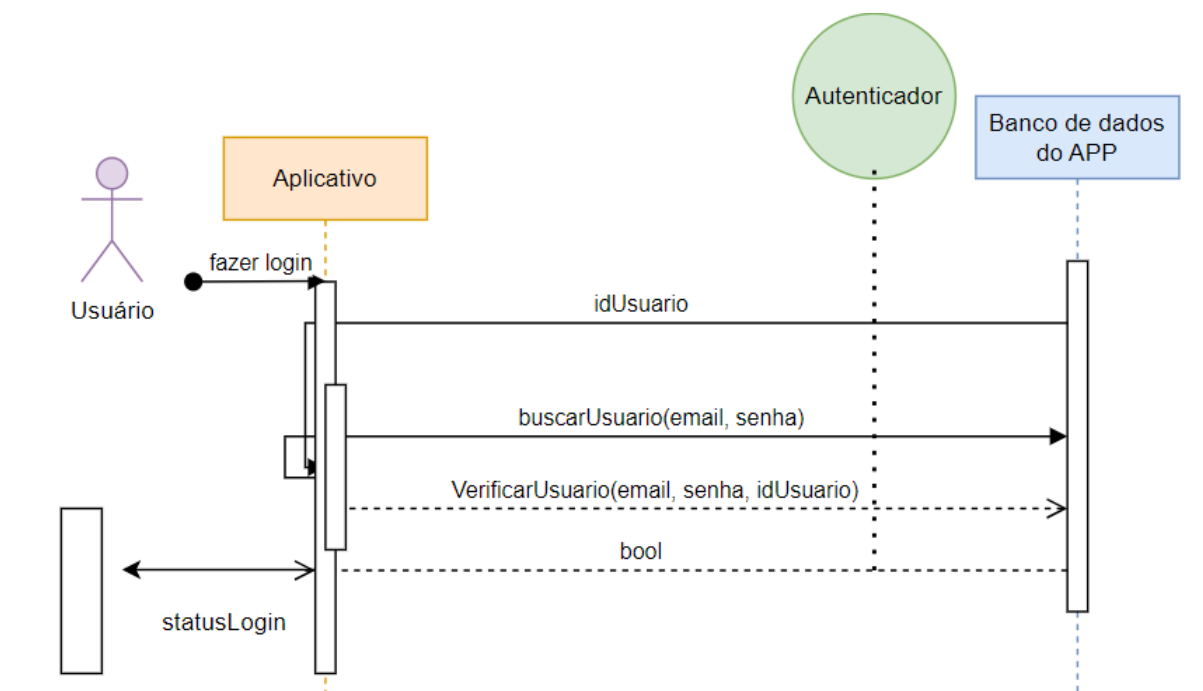 Autenticador
Banco de dados
do APP
Aplicativo
fazer login
Usuário
idUsuario
buscarUsuario(email, senha)
VerificarUsuario(email, senha, idUsuario)
bool
statusLogin